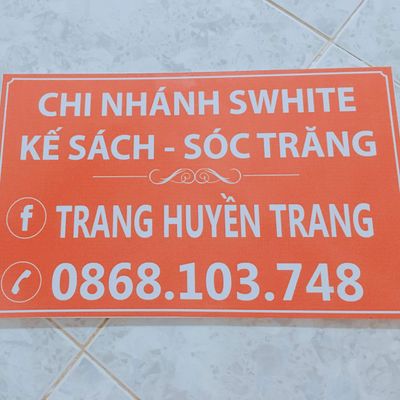 CHI NHÁNH SWHITE
KẾ SÁCH - SÓC TRĂNG
f TRANG HUYỀN TRANG
0868.103.748